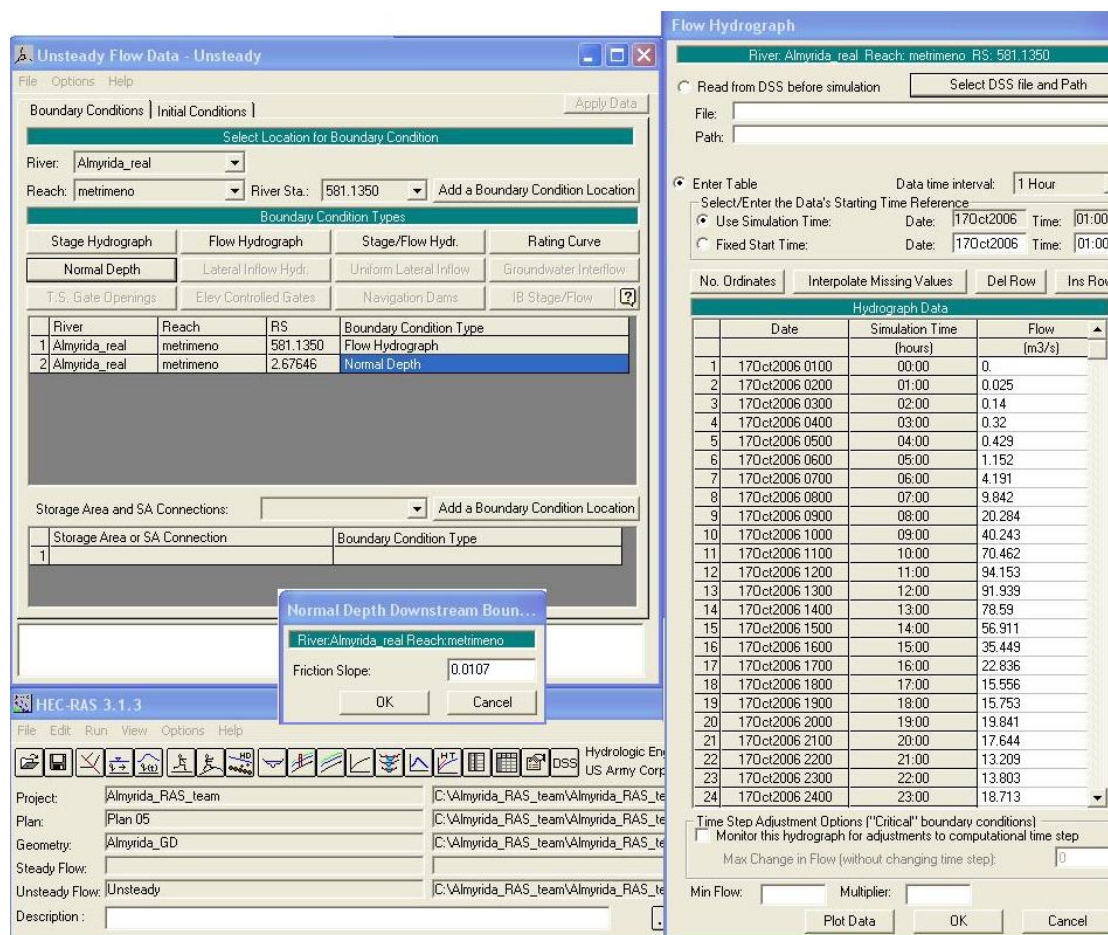 Unsteady Flow Data - Unsteady
File Options Help
Boundary Conditions Initial Conditions Apply Data
Select Location for Boundary Condition
River: Almyrida_real
Reach: metrimeno River Sta.: 581.1350 Add a Boundary Condition Location
Boundary Condition Types
Stage Hydrograph Flow Hydrograph Stage/Flow Hydr. Rating Curve
Normal Depth Lateral Inflow Hydr. Uniform Lateral Inflow Groundwater Interflow
T.S. Gate Openings Elev Controlled Gates Navigation Dams IB Stage/Flow ?
River Reach RS Boundary Condition Type
1 Almyrida_real metrimeno 581.1350 Flow Hydrograph
2 Almyrida_real metrimeno 2.67646 Normal Depth
Storage Area and SA Connections: Add a Boundary Condition Location
Storage Area or SA Connection Boundary Condition Type
1
Normal Depth Downstream Boun...
River:Almyrida_real Reach:metrimeno
Friction Slope: 0.0107
OK Cancel
HEC-RAS 3.1.3
File Edit Run View Options Help
HD HT DSS Hydrologic En
US Army Corp
Project: Almyrida_RAS_team C:\Almyrida_RAS_team\Almyrida_RAS_te
Plan: Plan 05 C:\Almyrida_RAS_team\Almyrida_RAS_te
Geometry: Almyrida_GD C:\Almyrida_RAS_team\Almyrida_RAS_te
Steady Flow:
Unsteady Flow: Unsteady C:\Almyrida_RAS_team\Almyrida_RAS_te
Description :
Flow Hydrograph
River: Almyrida_real Reach: metrimeno RS: 581.1350
Read from DSS before simulation Select DSS file and Path
File:
Path:
Enter Table Data time interval: 1 Hour
Select/Enter the Data's Starting Time Reference
Use Simulation Time: Date: 17Oct2006 Time: 01:00
Fixed Start Time: Date: 17Oct2006 Time: 01:00
No. Ordinates Interpolate Missing Values Del Row Ins Row
Hydrograph Data
Date Simulation Time Flow
(hours) (m3/s)
1 17Oct2006 0100 00:00 0.
2 17Oct2006 0200 01:00 0.025
3 17Oct2006 0300 02:00 0.14
4 17Oct2006 0400 03:00 0.32
5 17Oct2006 0500 04:00 0.429
6 17Oct2006 0600 05:00 1.152
7 17Oct2006 0700 06:00 4.191
8 17Oct2006 0800 07:00 9.842
9 17Oct2006 0900 08:00 20.284
10 17Oct2006 1000 09:00 40.243
11 17Oct2006 1100 10:00 70.462
12 17Oct2006 1200 11:00 94.153
13 17Oct2006 1300 12:00 91.939
14 17Oct2006 1400 13:00 78.59
15 17Oct2006 1500 14:00 56.911
16 17Oct2006 1600 15:00 35.449
17 17Oct2006 1700 16:00 22.836
18 17Oct2006 1800 17:00 15.556
19 17Oct2006 1900 18:00 15.753
20 17Oct2006 2000 19:00 19.841
21 17Oct2006 2100 20:00 17.644
22 17Oct2006 2200 21:00 13.209
23 17Oct2006 2300 22:00 13.803
24 17Oct2006 2400 23:00 18.713
Time Step Adjustment Options ("Critical" boundary conditions)
Monitor this hydrograph for adjustments to computational time step
Max Change in Flow (without changing time step): 0
Min Flow: Multiplier:
Plot Data OK Cancel